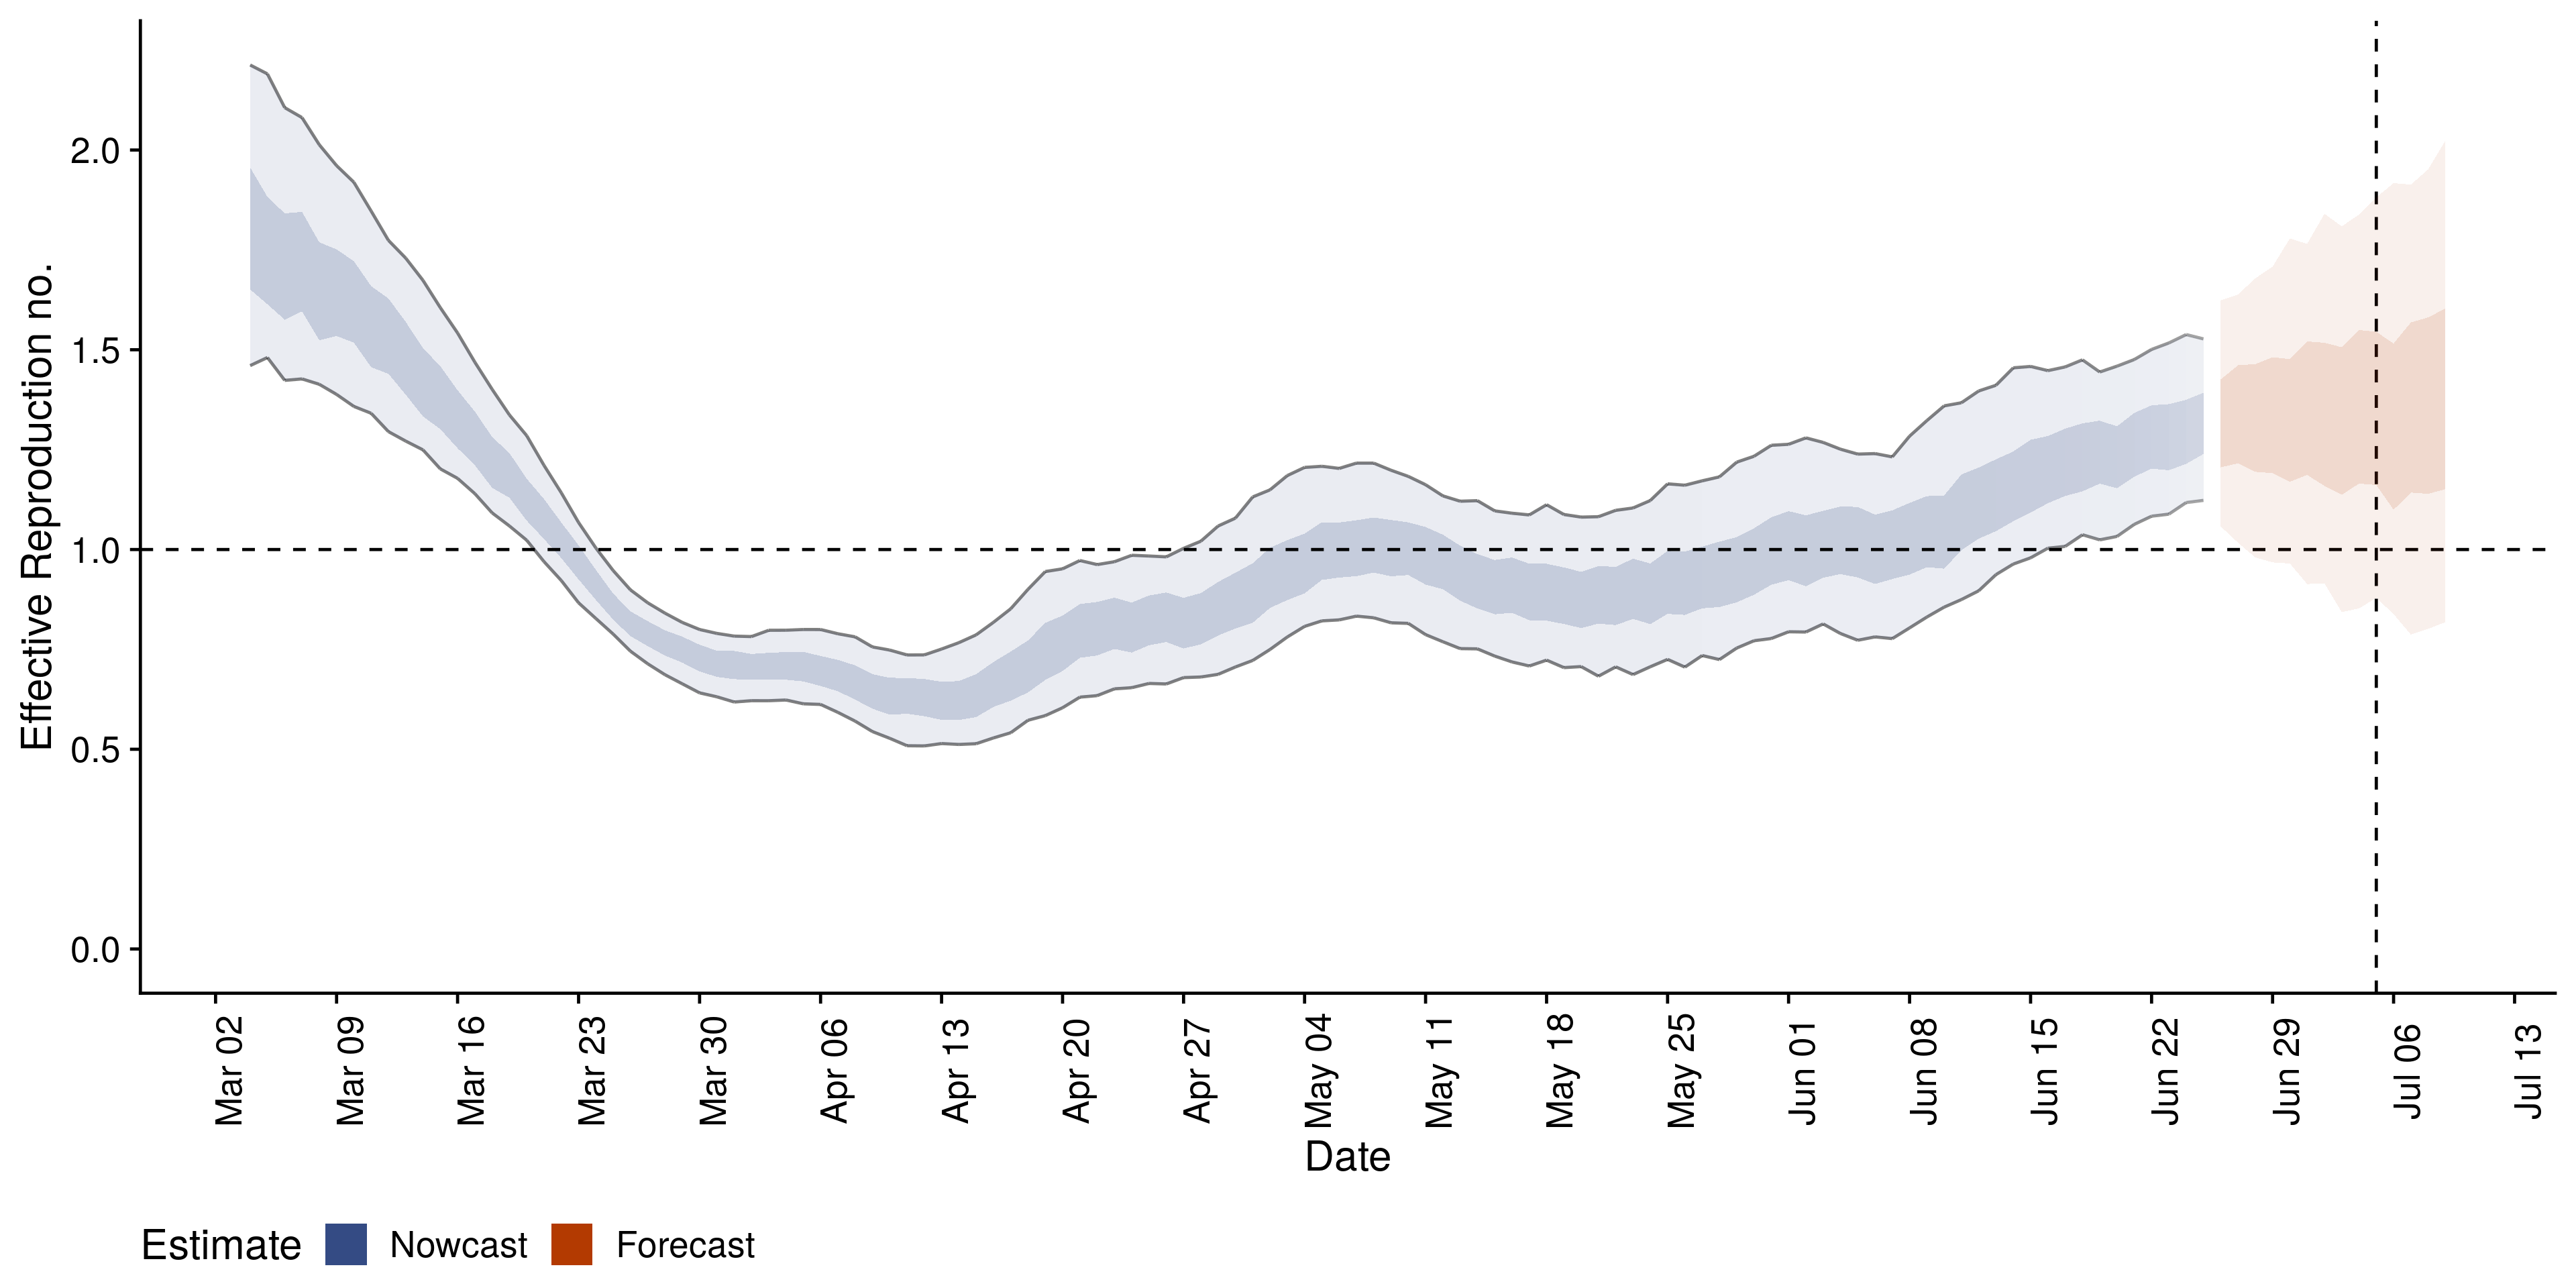 Effective Reproduction no.
2.0
1.5
1.0
0.5
0.0
Mar 02
Mar 09
Mar 16
Mar 23
Mar 30
Apr 06
Apr 13
Apr 20
Apr 27
May 04
May 11
May 18
May 25
Jun 01
Jun 08
Jun 15
Jun 22
Jun 29
Jul 06
Jul 13
Date
Estimate Nowcast Forecast